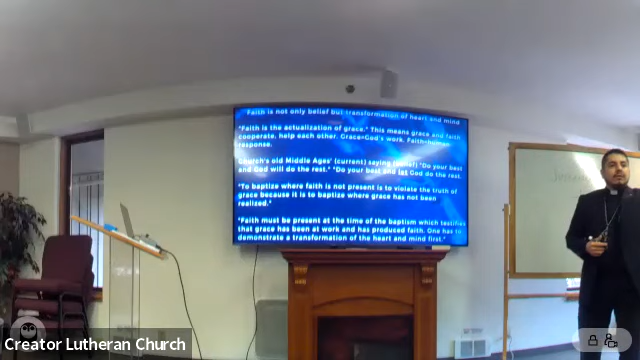 Faith is not only belief but transformation of heart and mind
"Faith is the actualization of grace." This means grace and faith
cooperate, help each other. Grace=God's work. Faith=human
response.
Church's old Middle Ages' (current) saying (belief) "Do your best
and God will do the rest." "Do your best and let God do the rest.
"To baptize where faith is not present is to violate the truth of
grace because it is to baptize where grace has not been
realized."
"Faith must be present at the time of the baptism which testifies
that grace has been at work and has produced faith. One has to
demonstrate a transformation of the heart and mind first."
Creator Lutheran Church